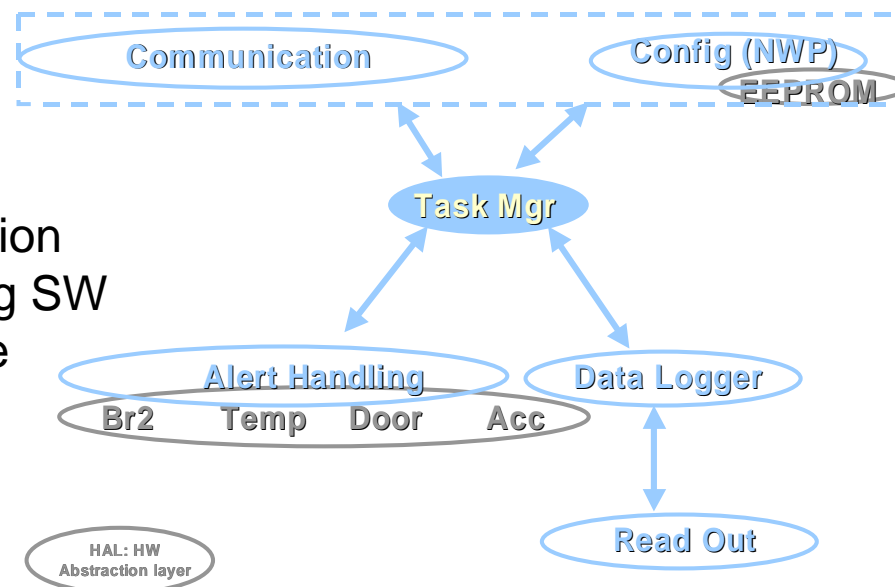 Communication
Config (NWP)
EEPROM
Task Mgr
ion
g SW
e
Alert Handling
Data Logger
Br2 Temp Door Acc
Read Out
HAL: HW
Abstraction layer